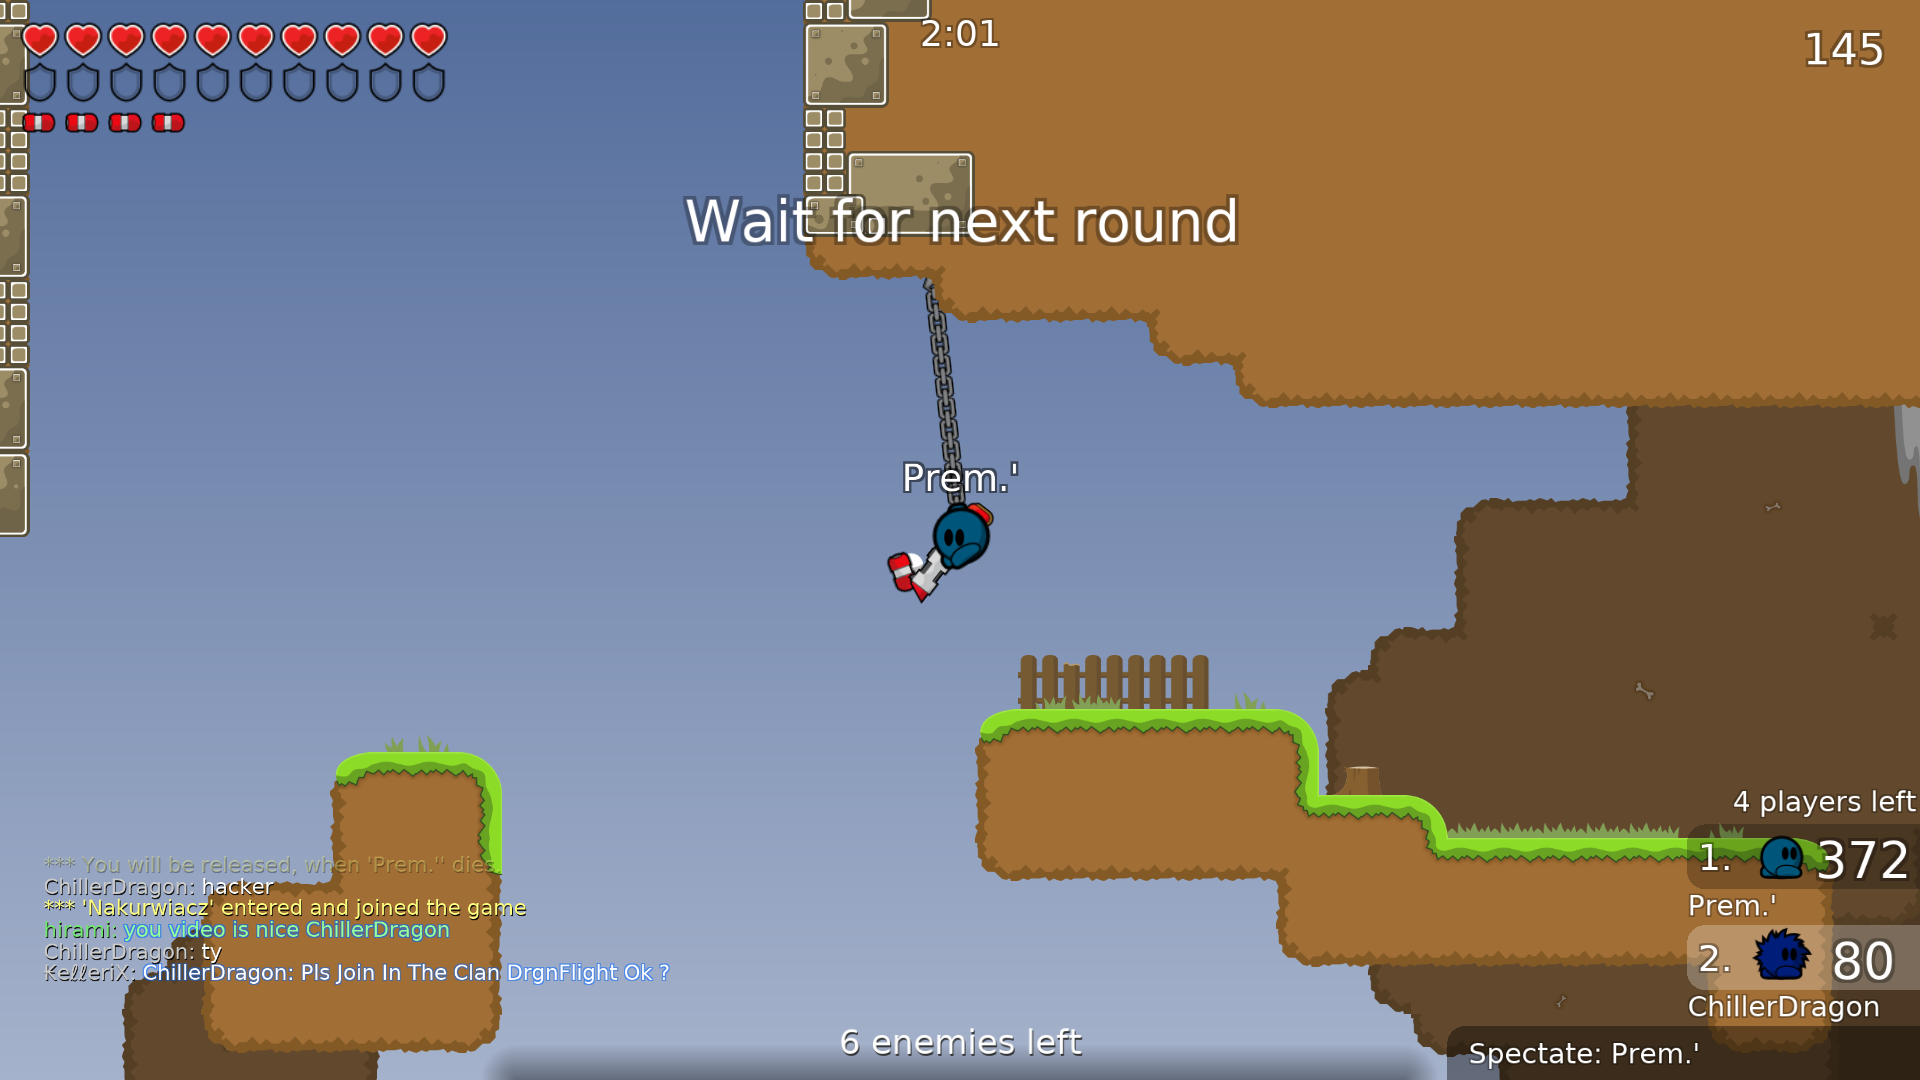 2:01
145
Wait for next round
Prem.'
4 players left
1. 372
Prem.'
2. 80
ChillerDragon
*** You will be released, when 'Prem.'' dies
ChillerDragon: hacker
*** 'Nakurwiacz' entered and joined the game
hirami: you video is nice ChillerDragon
ChillerDragon: ty
KeℓℓeriX: ChillerDragon: Pls Join In The Clan DrgnFlight Ok ?
6 enemies left
Spectate: Prem.'